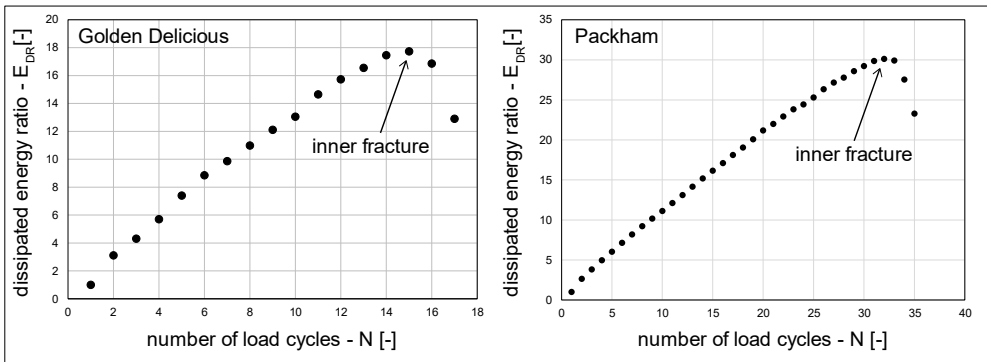 Golden Delicious
dissipated energy ratio - E_DR[-]
20
18
16
14
12
10
8
6
4
2
0
0 2 4 6 8 10 12 14 16 18
number of load cycles - N [-]
inner fracture
Packham
dissipated energy ratio - E_DR[-]
35
30
25
20
15
10
5
0
0 5 10 15 20 25 30 35 40
number of load cycles - N [-]
inner fracture